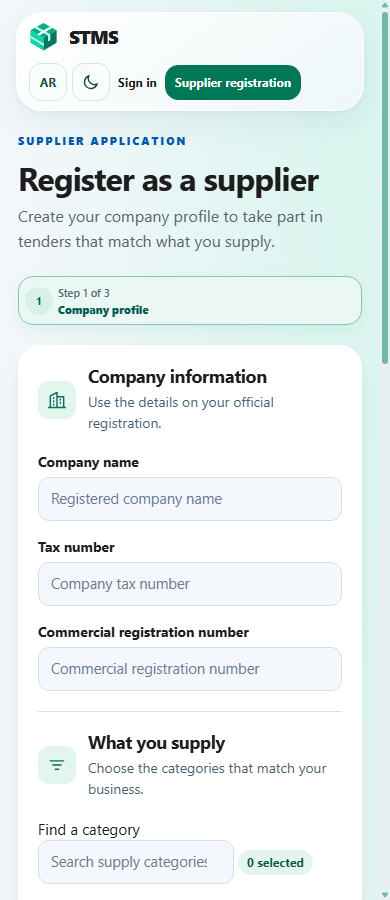 STMS
AR
Sign in
Supplier registration
SUPPLIER APPLICATION
Register as a supplier
Create your company profile to take part in
tenders that match what you supply.
1
Step 1 of 3
Company profile
Company information
Use the details on your official
registration.
Company name
Registered company name
Tax number
Company tax number
Commercial registration number
Commercial registration number
What you supply
Choose the categories that match your
business.
Find a category
Search supply categories
0 selected